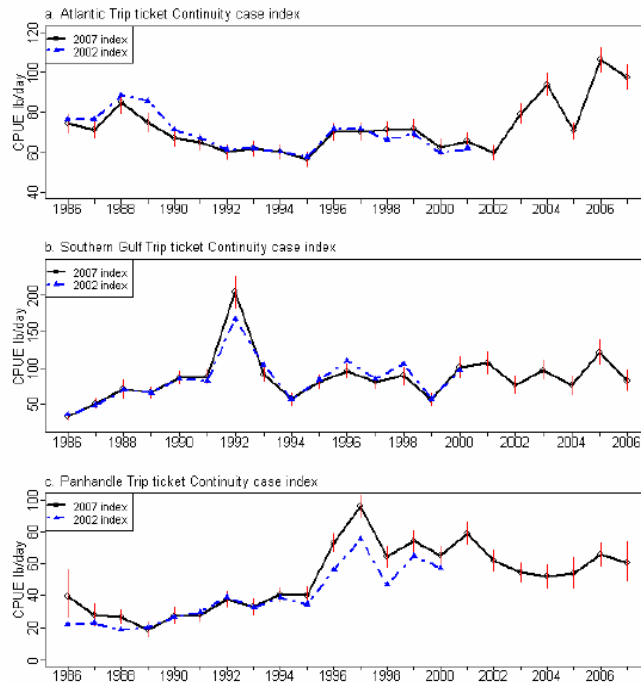 a. Atlantic Trip ticket Continuity case index
2007 index
2002 index
CPUE lb/day
120
100
80
60
40
1986 1988 1990 1992 1994 1996 1998 2000 2002 2004 2006
b. Southern Gulf Trip ticket Continuity case index
2007 index
2002 index
CPUE lb/day
200
150
100
50
1986 1988 1990 1992 1994 1996 1998 2000 2002 2004 2006
c. Panhandle Trip ticket Continuity case index
2007 index
2002 index
CPUE lb/day
100
80
60
40
20
0
1986 1988 1990 1992 1994 1996 1998 2000 2002 2004 2006